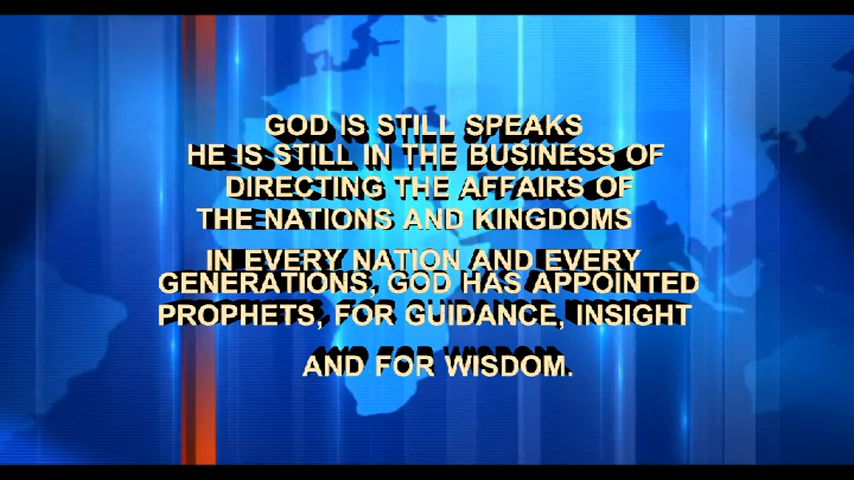 GOD IS STILL SPEAKS
HE IS STILL IN THE BUSINESS OF
DIRECTING THE AFFAIRS OF
THE NATIONS AND KINGDOMS
IN EVERY NATION AND EVERY
GENERATIONS, GOD HAS APPOINTED
PROPHETS, FOR GUIDANCE, INSIGHT
AND FOR WISDOM.